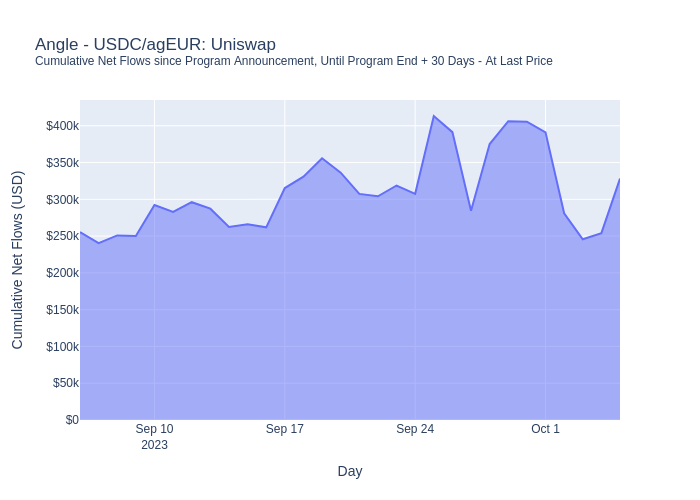 Angle - USDC/agEUR: Uniswap
Cumulative Net Flows since Program Announcement, Until Program End + 30 Days - At Last Price
Cumulative Net Flows (USD)
$400k
$350k
$300k
$250k
$200k
$150k
$100k
$50k
$0
Sep 10
2023
Sep 17
Sep 24
Oct 1
Day